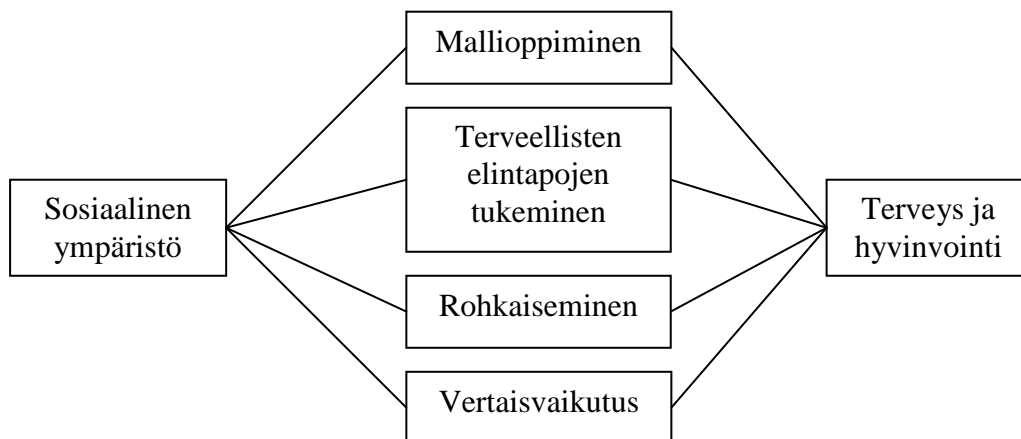 Mallioppiminen
Terveellisten
elintapojen
tukeminen
Sosiaalinen
ympäristö
Terveys ja
hyvinvointi
Rohkaiseminen
Vertaisvaikutus